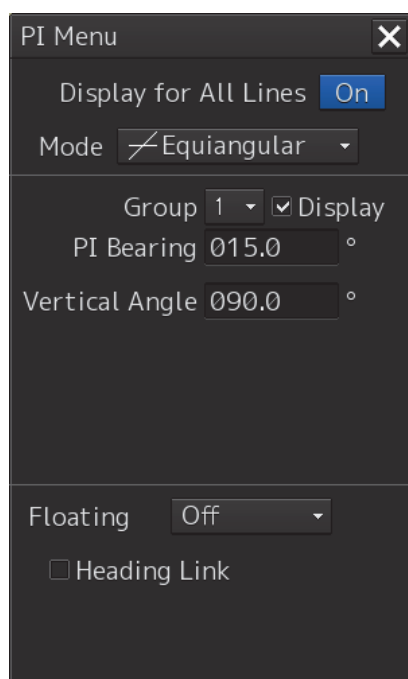 PI Menu
Display for All Lines On
Mode Equiangular
Group 1 Display
PI Bearing 015.0 °
Vertical Angle 090.0 °
Floating Off
Heading Link